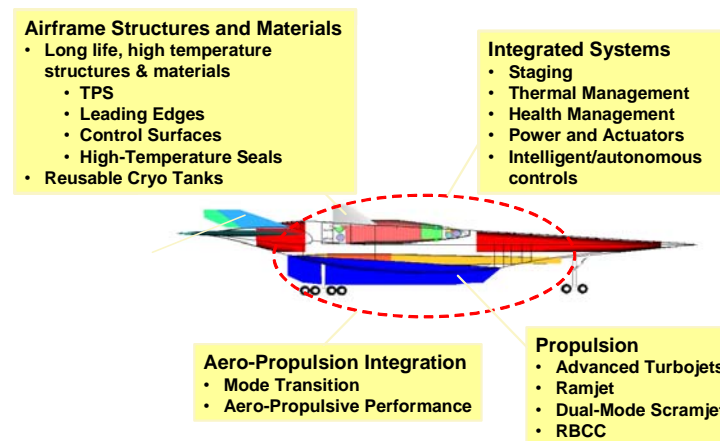 Airframe Structures and Materials
• Long life, high temperature
structures & materials
• TPS
• Leading Edges
• Control Surfaces
• High-Temperature Seals
• Reusable Cryo Tanks
Integrated Systems
• Staging
• Thermal Management
• Health Management
• Power and Actuators
• Intelligent/autonomous
controls
Aero-Propulsion Integration
• Mode Transition
• Aero-Propulsive Performance
Propulsion
• Advanced Turbojets
• Ramjet
• Dual-Mode Scramjet
• RBCC